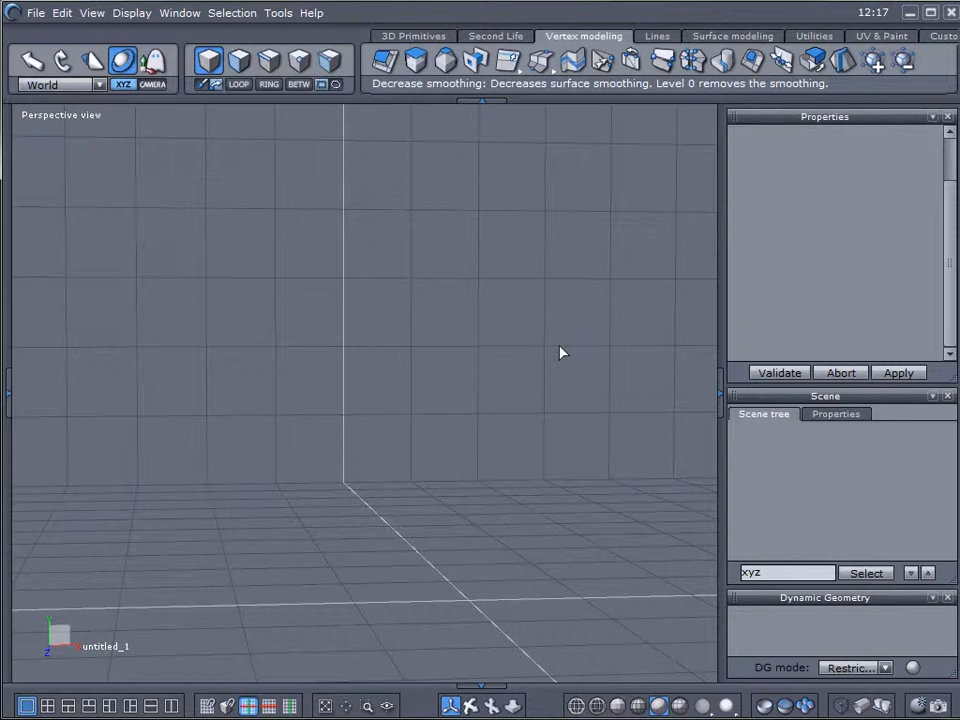 File Edit View Display Window Selection Tools Help 12:17
3D Primitives Second Life Vertex modeling Lines Surface modeling Utilities UV & Paint Custo
World XYZ CAMERA LOOP RING BETW
Decrease smoothing: Decreases surface smoothing. Level 0 removes the smoothing.
Perspective view
Properties
Validate Abort Apply
Scene
Scene tree Properties
xyz Select
Dynamic Geometry
DG mode: Restric...
Y
X
Z
untitled_1